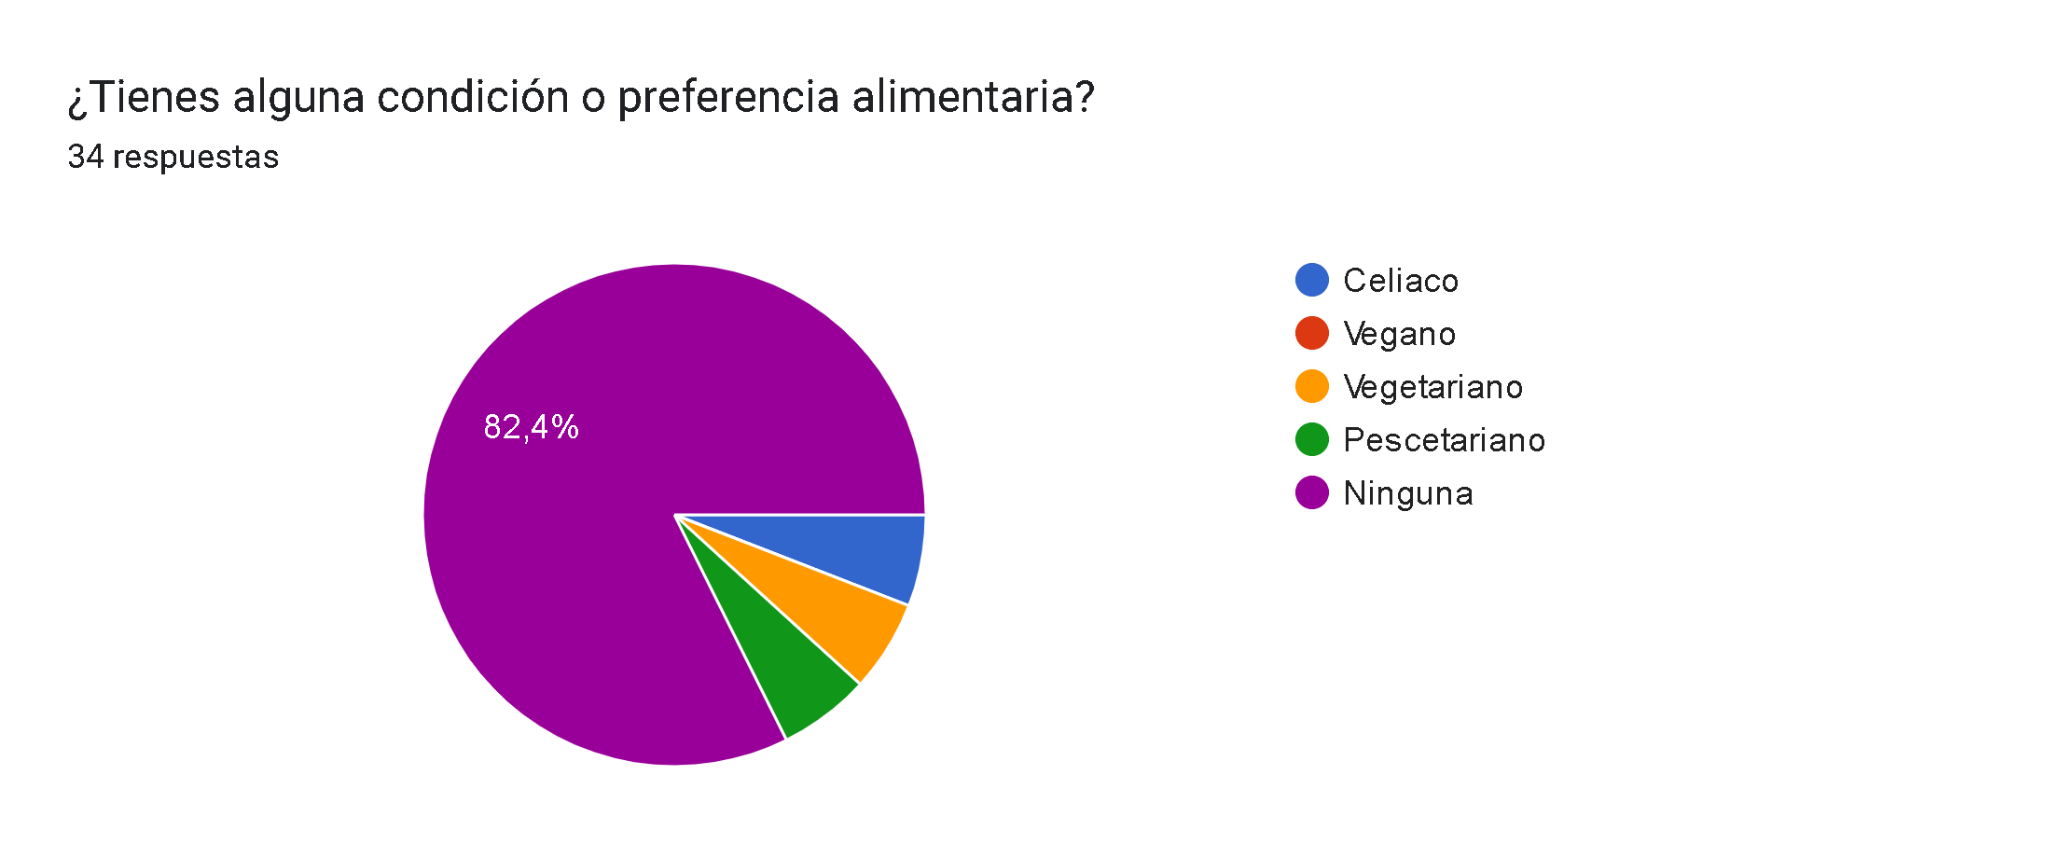 ¿Tienes alguna condición o preferencia alimentaria?
34 respuestas
82,4%
Celiaco
Vegano
Vegetariano
Pescetariano
Ninguna